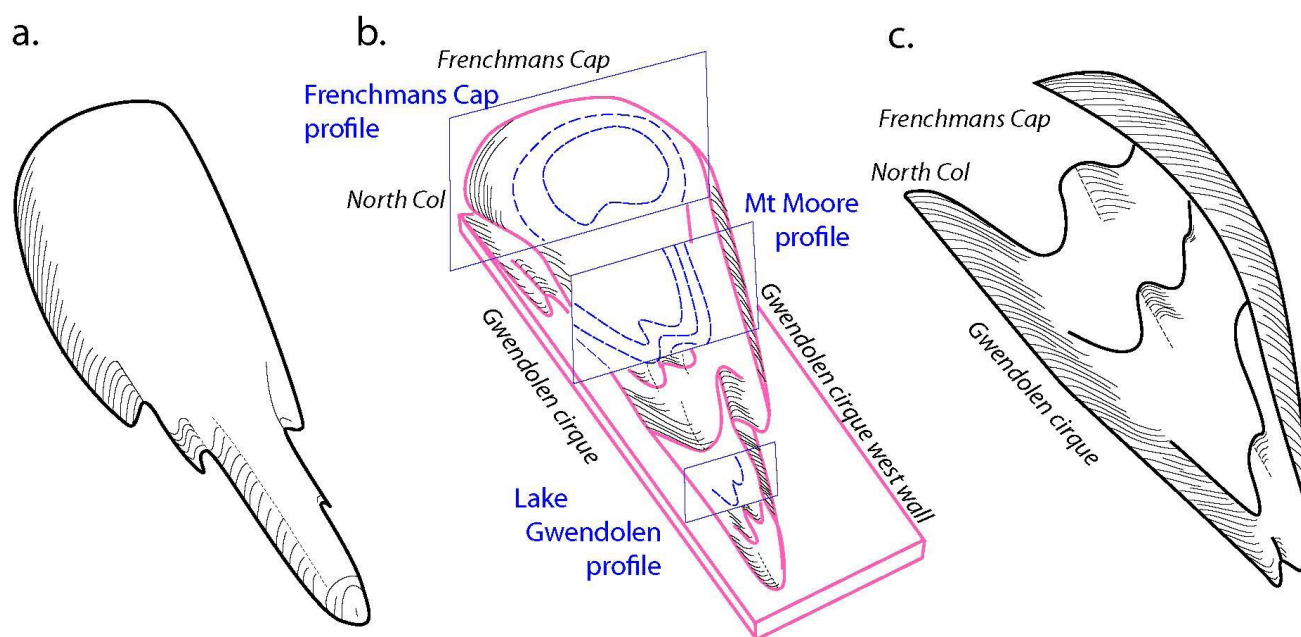 a.
b.
Frenchmans Cap
Frenchmans Cap
profile
North Col
Mt Moore
profile
Gwendolen cirque
Gwendolen cirque west wall
Lake
Gwendolen
profile
c.
Frenchmans Cap
North Col
Gwendolen cirque